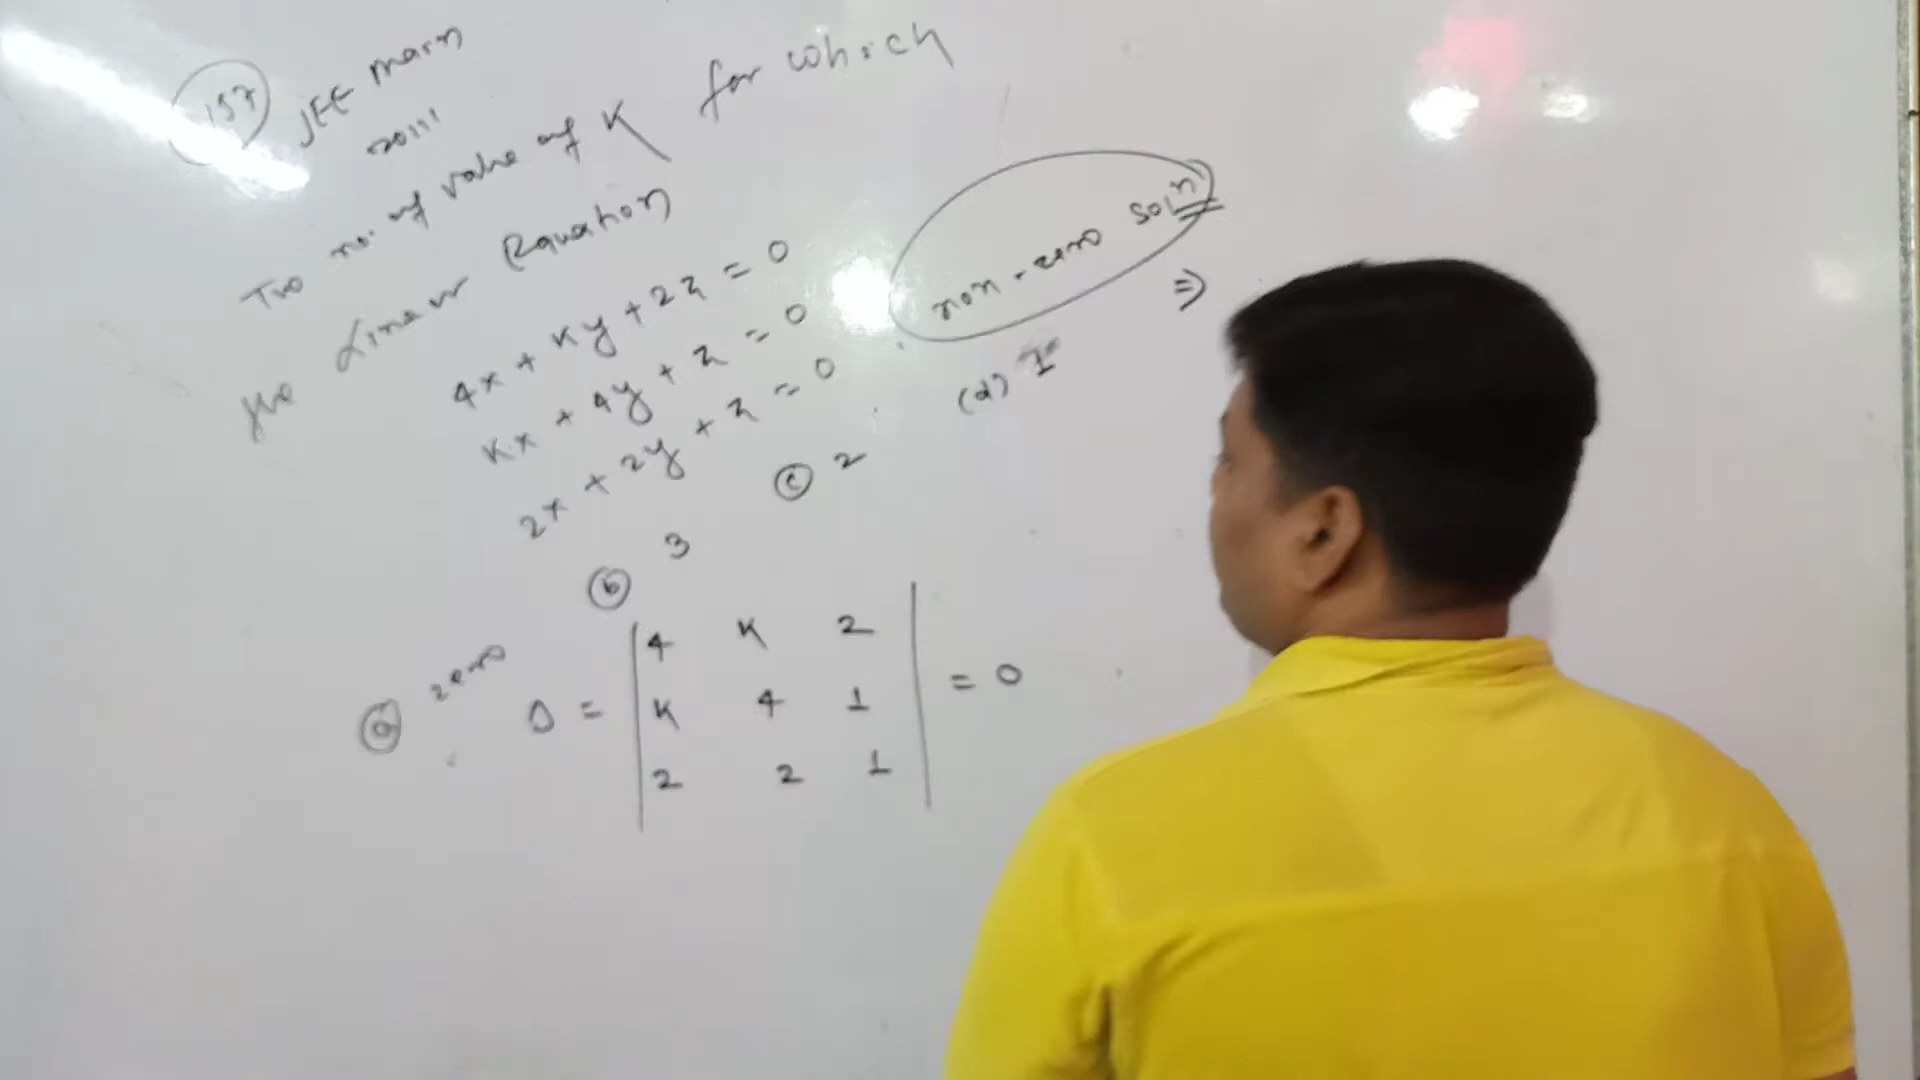 157 JEE Main
2011
The no. of value of K for which
the Linear Equation
4x + Ky + 2z = 0
Kx + 4y + z = 0
2x + 2y + z = 0
non-zero soln ⇒
(a) zero (b) 3 (c) 2 (d) 1
Δ = | 4 K 2 |
| K 4 1 | = 0
| 2 2 1 |